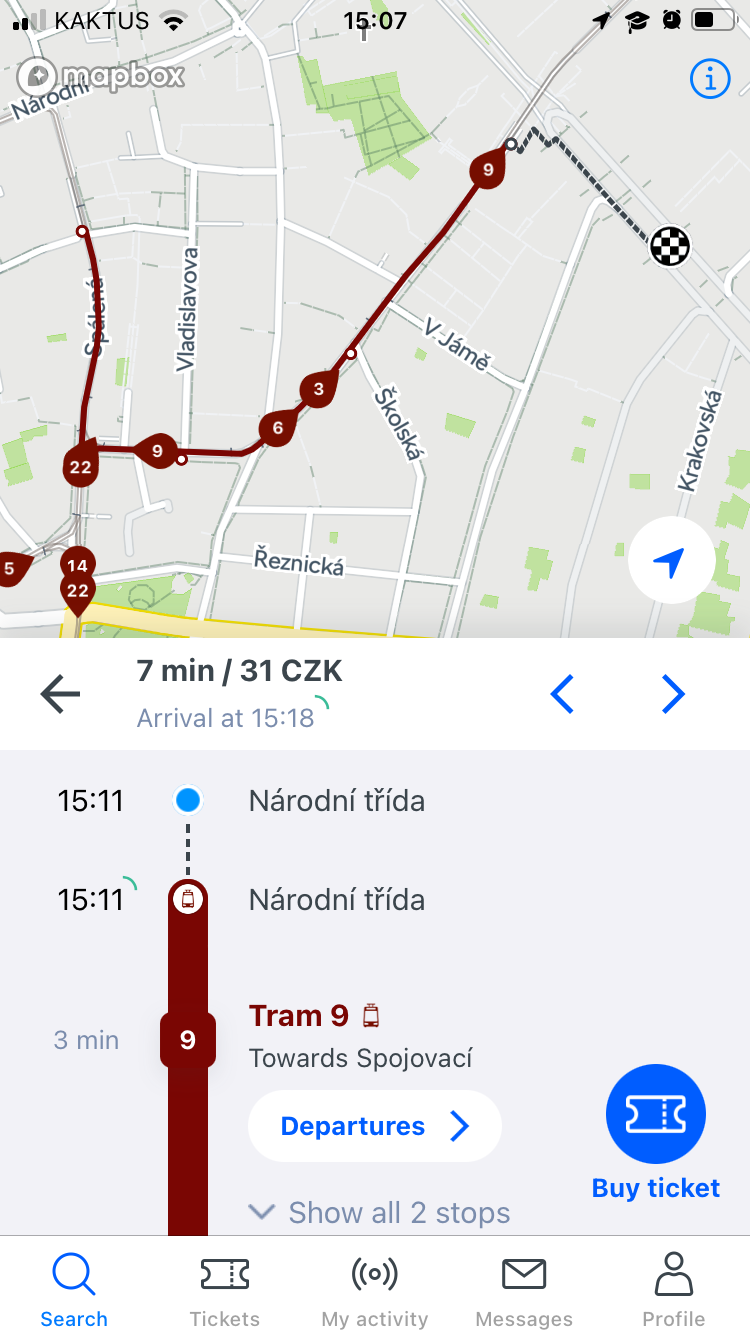 KAKTUS
15:07
mapbox
Národní
9
Spálená
Vladislavova
V Jámě
3
Školská
6
9
22
Krakovská
5
14
22
Řeznická
7 min / 31 CZK
Arrival at 15:18
15:11 Národní třída
15:11 Národní třída
Tram 9
3 min 9
Towards Spojovací
Departures
Buy ticket
Show all 2 stops
Search Tickets My activity Messages Profile